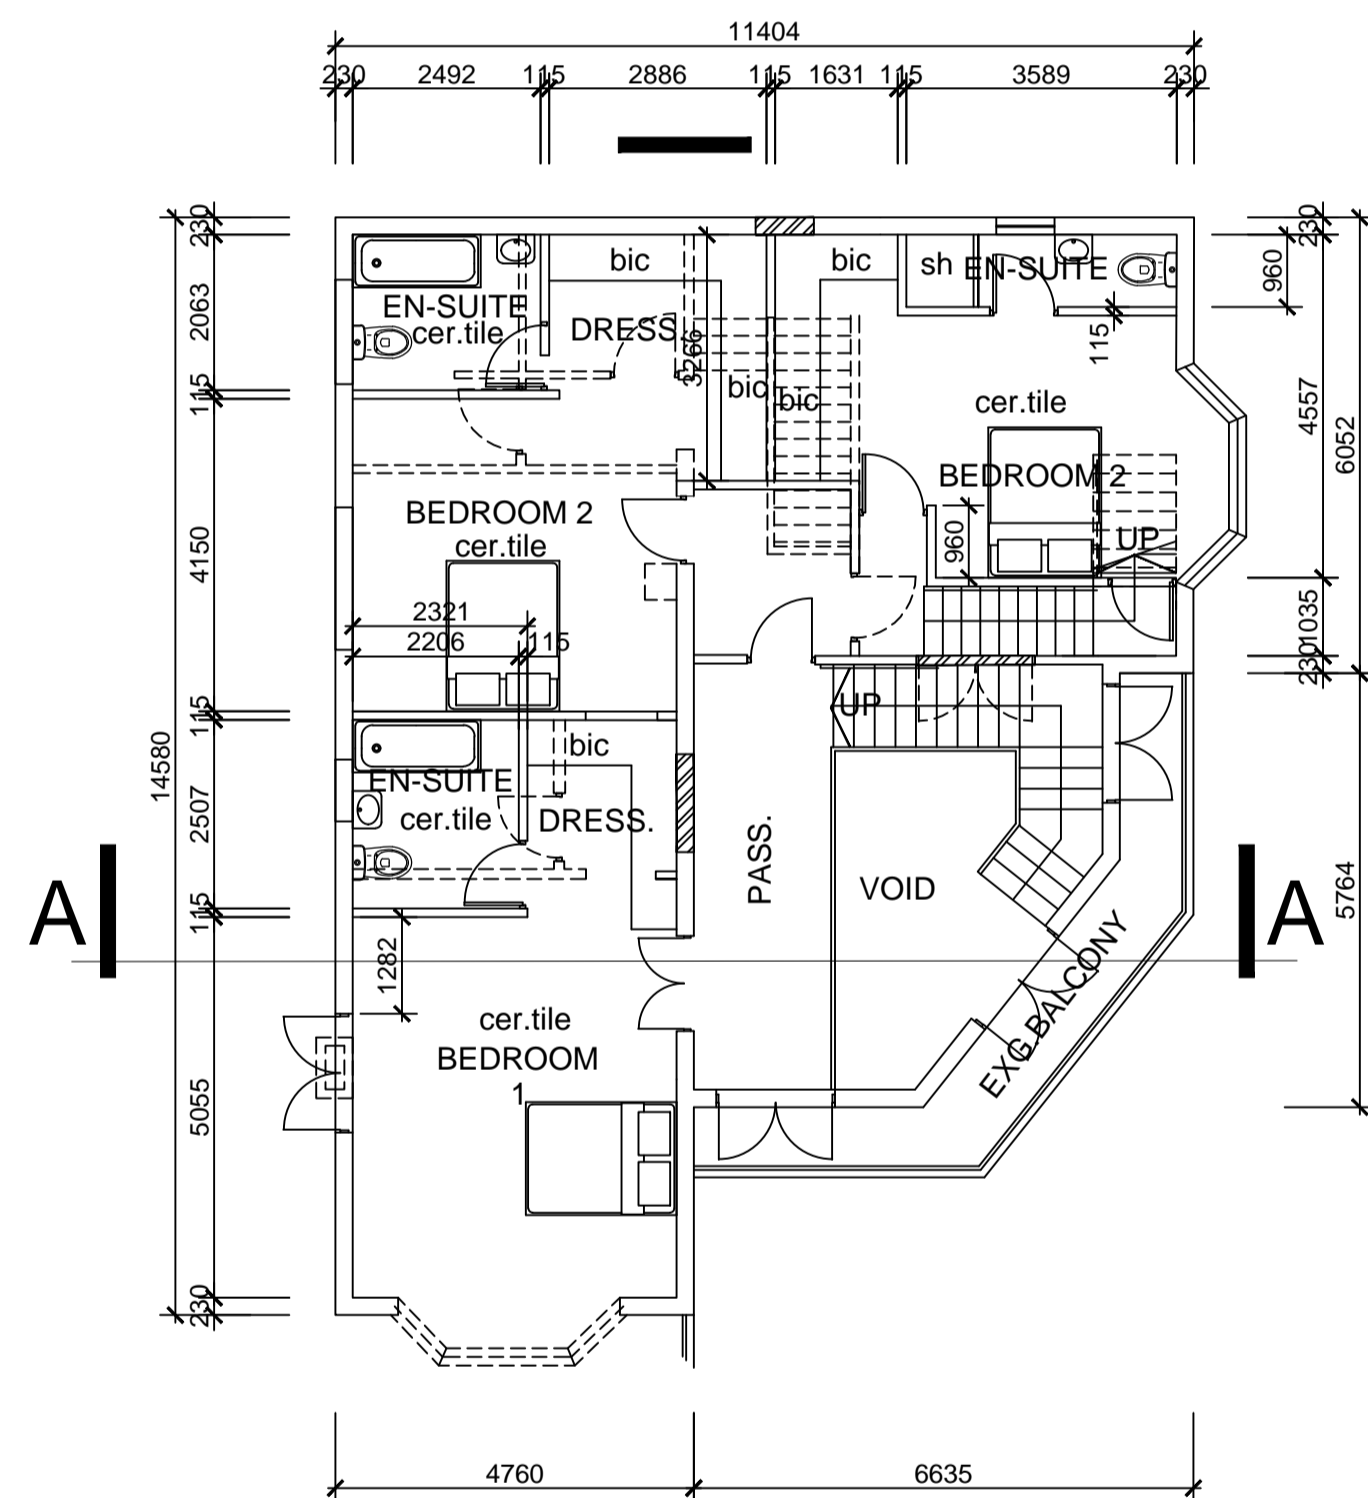 11404
230 2492 115 2886 115 1631 115 3589 230
230
2063
115
4150
115
2507
115
5055
230
14580
bic
bic
sh
EN-SUITE
EN-SUITE
cer.tile
DRESS.
3266
bic
bic
cer.tile
BEDROOM 2
UP
960
115
960
230
4557
1035
230
6052
5764
BEDROOM 2
cer.tile
2321
2206 115
UP
bic
EN-SUITE
cer.tile
DRESS.
PASS.
VOID
EXG.BALCONY
A
A
1282
cer.tile
BEDROOM
1
4760 6635